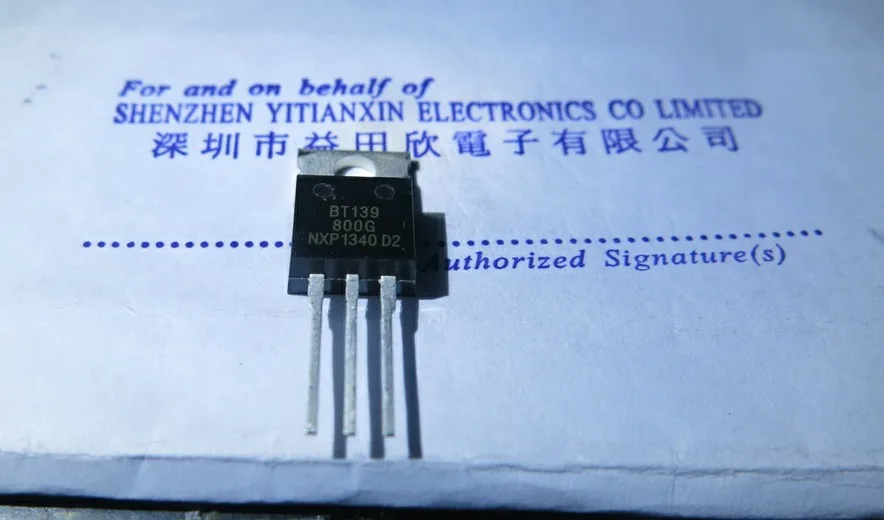 For and on behalf of
SHENZHEN YITIANXIN ELECTRONICS CO LIMITED
深圳市益田欣電子有限公司
BT139
800G
NXP1340 D2
Authorized Signature(s)